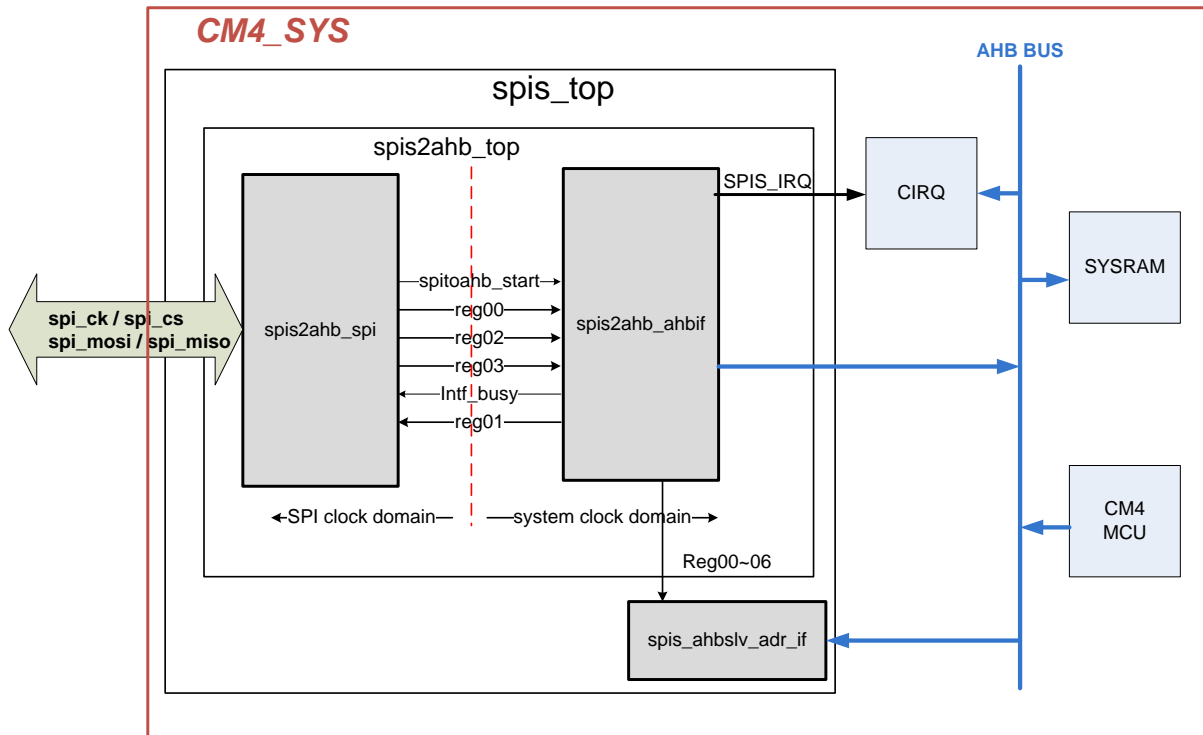 CM4_SYS
AHB BUS
spis_top
spis2ahb_top
SPIS_IRQ
CIRQ
SYSRAM
spi_ck / spi_cs
spi_mosi / spi_miso
spis2ahb_spi
spitoahb_start
reg00
reg02
reg03
Intf_busy
reg01
spis2ahb_ahbif
SPI clock domain
system clock domain
CM4
MCU
Reg00~06
spis_ahbslv_adr_if